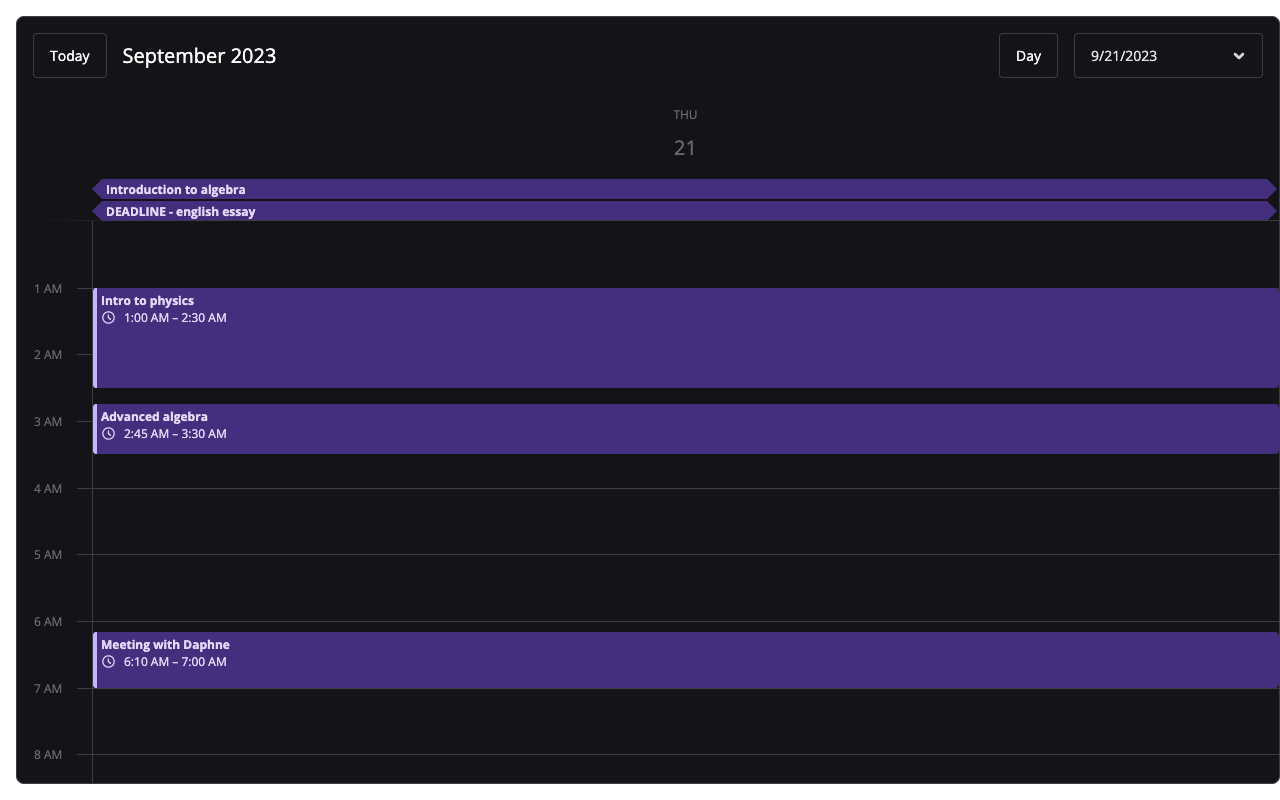 Today
September 2023
Day
9/21/2023
THU
21
Introduction to algebra
DEADLINE - english essay
1 AM
Intro to physics
1:00 AM – 2:30 AM
2 AM
Advanced algebra
3 AM
2:45 AM – 3:30 AM
4 AM
5 AM
6 AM
Meeting with Daphne
6:10 AM – 7:00 AM
7 AM
8 AM